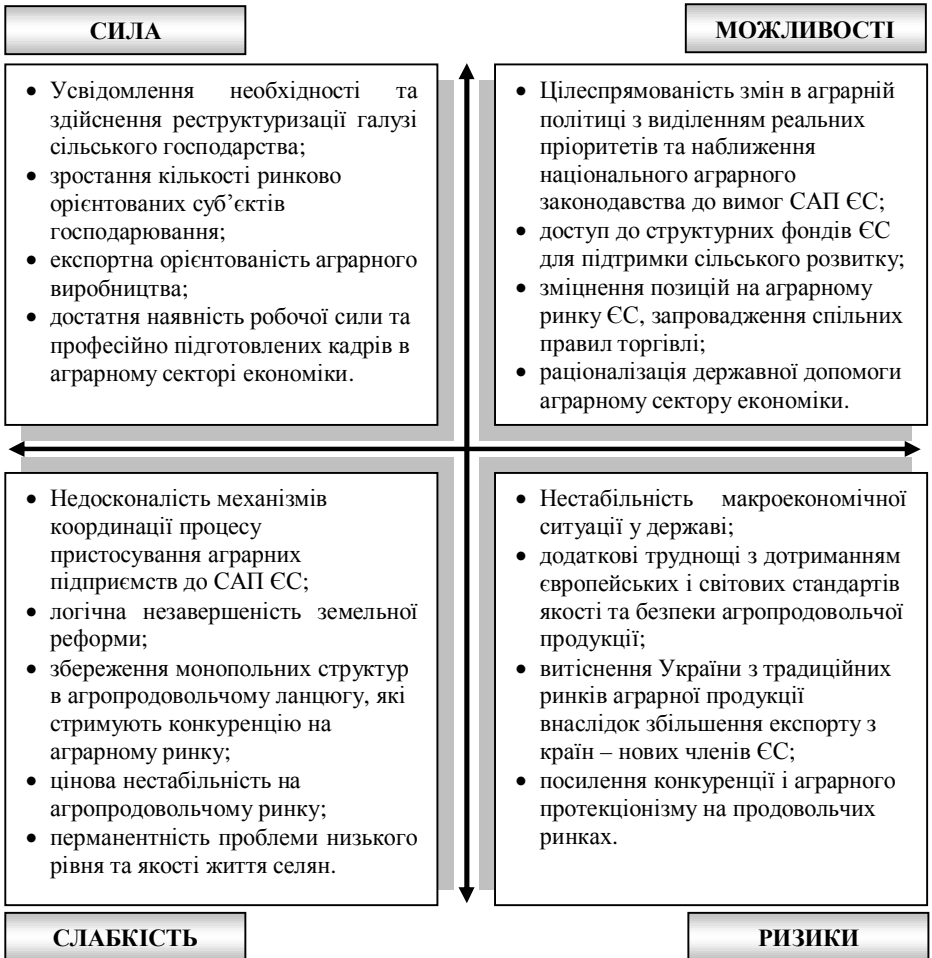 СИЛА
• Усвідомлення необхідності та
здійснення реструктуризації галузі
сільського господарства;
• зростання кількості ринково
орієнтованих суб’єктів
господарювання;
• експортна орієнтованість аграрного
виробництва;
• достатня наявність робочої сили та
професійно підготовлених кадрів в
аграрному секторі економіки.
МОЖЛИВОСТІ
• Цілеспрямованість змін в аграрній
політиці з виділенням реальних
пріоритетів та наближення
національного аграрного
законодавства до вимог САП ЄС;
• доступ до структурних фондів ЄС
для підтримки сільського розвитку;
• зміцнення позицій на аграрному
ринку ЄС, запровадження спільних
правил торгівлі;
• раціоналізація державної допомоги
аграрному сектору економіки.
• Недосконалість механізмів
координації процесу
пристосування аграрних
підприємств до САП ЄС;
• логічна незавершеність земельної
реформи;
• збереження монопольних структур
в агропродовольчому ланцюгу, які
стримують конкуренцію на
аграрному ринку;
• цінова нестабільність на
агропродовольчому ринку;
• перманентність проблеми низького
рівня та якості життя селян.
СЛАБКІСТЬ
• Нестабільність макроекономічної
ситуації у державі;
• додаткові труднощі з дотриманням
європейських і світових стандартів
якості та безпеки агропродовольчої
продукції;
• витіснення України з традиційних
ринків аграрної продукції
внаслідок збільшення експорту з
країн – нових членів ЄС;
• посилення конкуренції і аграрного
протекціонізму на продовольчих
ринках.
РИЗИКИ